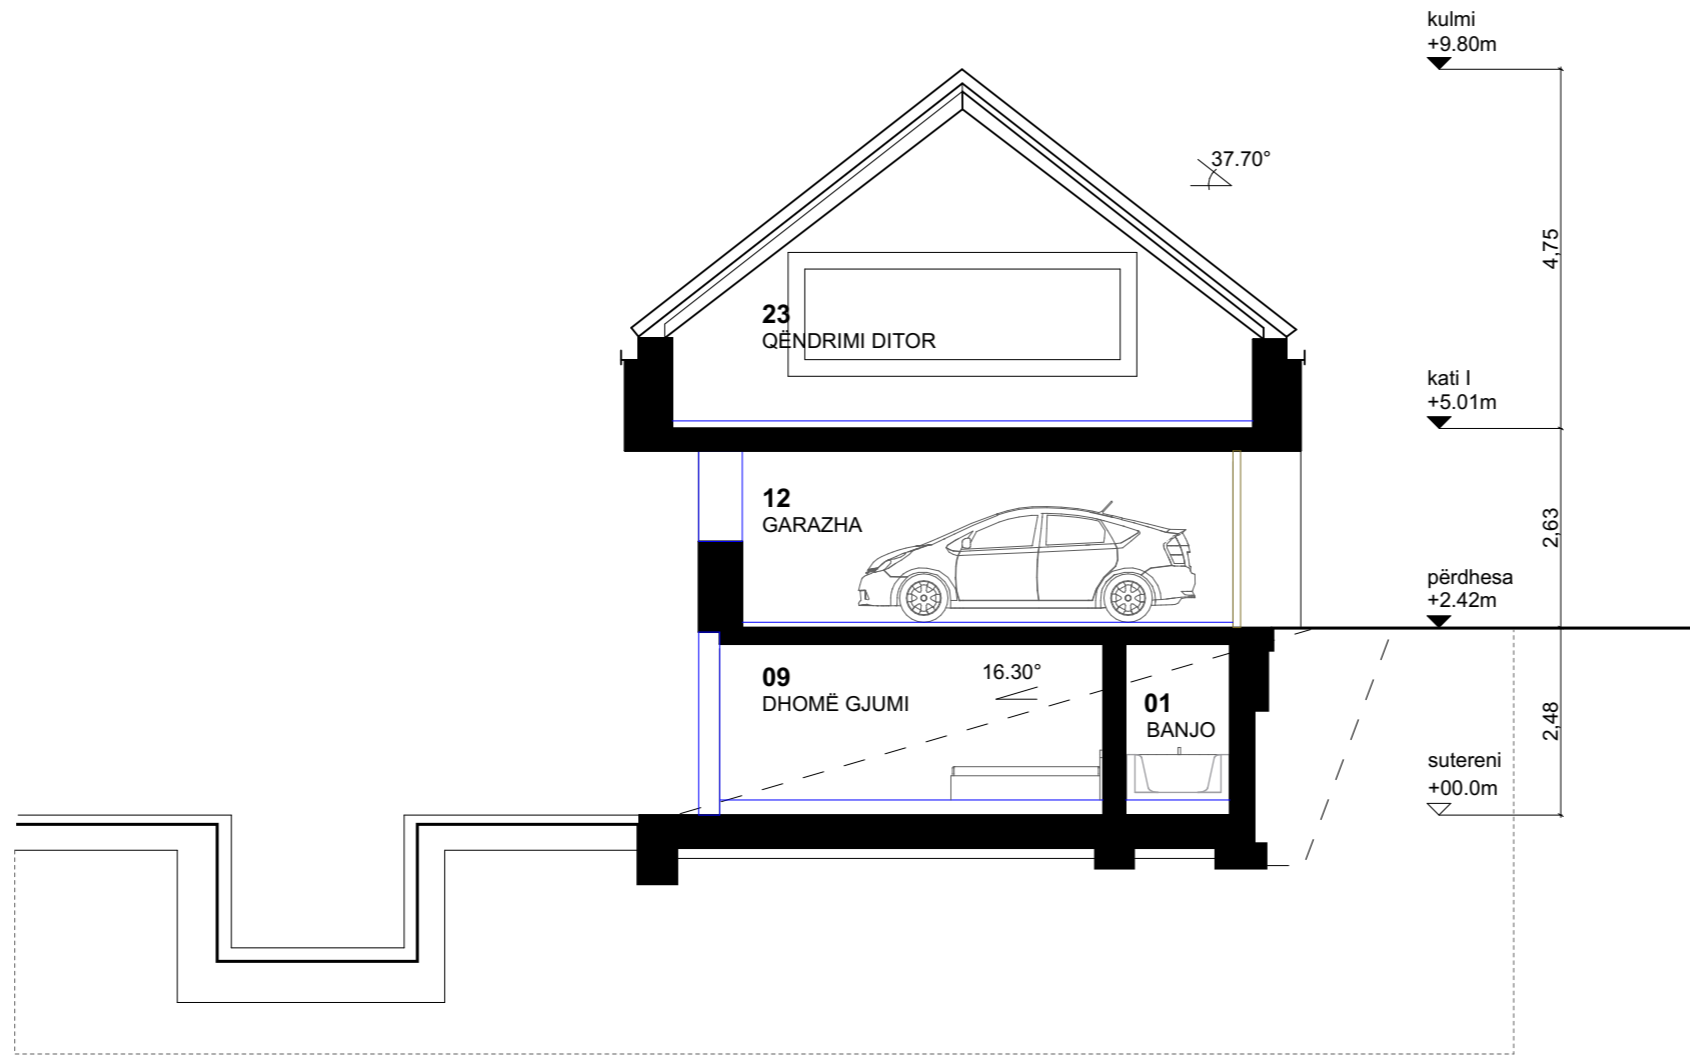 kulmi
+9.80m
37.70°
4,75
23
QËNDRIMI DITOR
kati I
+5.01m
12
GARAZHA
2,63
përdhesa
+2.42m
09
DHOMË GJUMI
16.30°
01
BANJO
2,48
sutereni
+00.0m